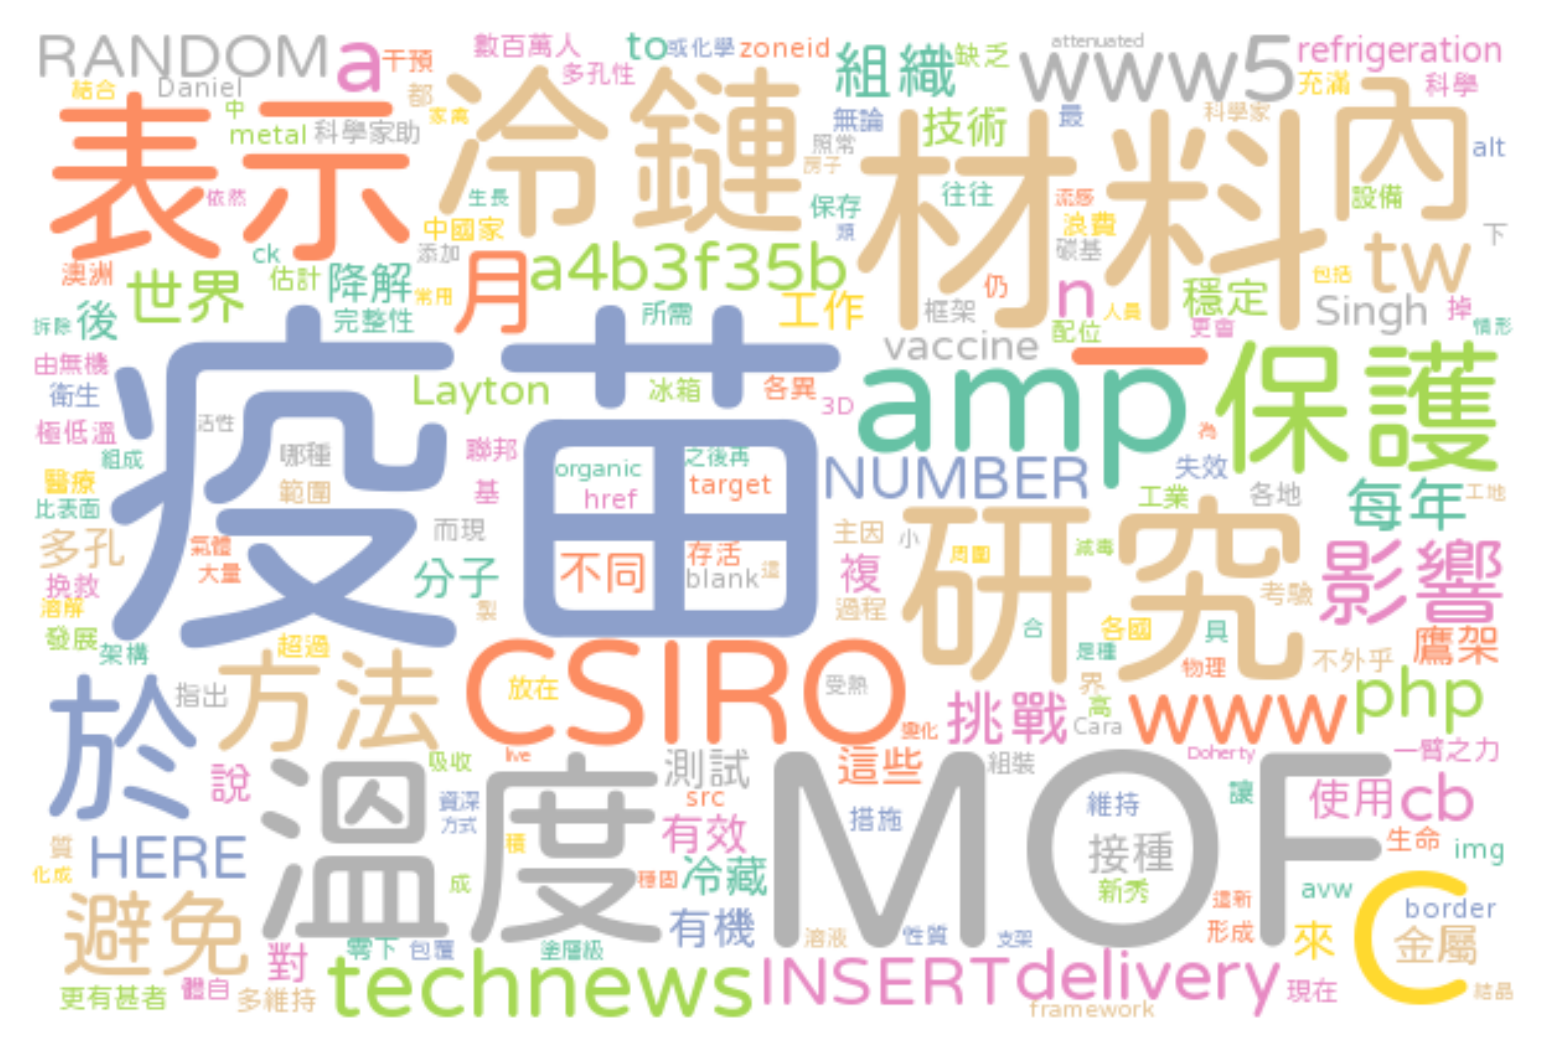 RANDOM
a
干預
數百萬人
多孔性
to
或化學
zoneid
組織
缺乏
attenuated
www5
refrigeration
充滿
科學
結合
Daniel
都
中
家禽
metal
科學家助
表示
冷鏈
無論
照常
房子
技術
最
科學家
材料
內
alt
設備
依然
生長
中國家
添加
保存
類
往往
流感
浪費
碳基
tw
下
ck
澳洲
世界
估計
降解
常用
月
a4b3f35b
包括
仍
n
人員
穩定
Singh
掉
拆除
後
完整性
所需
工作
框架
配位
更會
情形
由無機
vaccine
一
衛生
Layton
冰箱
各異
3D
amp
保護
極低溫
活性
組成
哪種
聯邦
疫苗
organic
之後再
為
醫療
範圍
基
href
target
NUMBER
失效
工業
各地
每年
工地
比表面
多孔
而現
主因
小
氣體
大量
不同
存活
blank
這
複
研究
周圍
減毒
影響
挽救
分子
製
過程
考驗
溶解
發展
架構
超過
合
各國
具
是種
物理
不外乎
鷹架
方法
CSIRO
放在
受熱
界
高
php
於
指出
變化
挑戰
Cara
www
說
吸收
live
測試
這些
組裝
Doherty
一臂之力
溫度
資深
方式
src
措施
MOF
維持
讓
使用
cb
HERE
積
有效
接種
生命
img
質
化成
成
穩固
冷藏
新秀
這新
avw
C
border
避免
有機
溶液
性質
支架
形成
來
金屬
對
零下
包覆
塗層級
更有甚者
體自
多維持
technews
INSERT
delivery
framework
現在
結晶